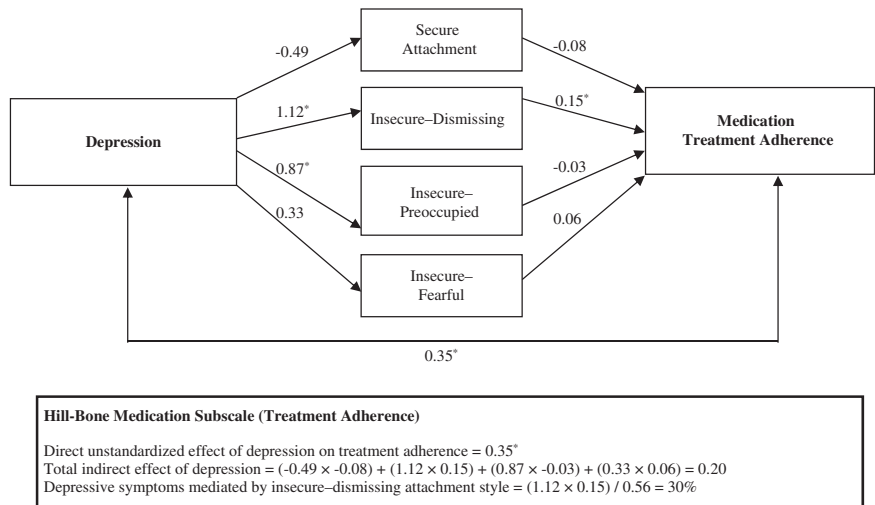 Secure
Attachment
-0.49
-0.08
1.12*
Insecure–Dismissing
0.15*
Depression
Medication
Treatment Adherence
0.87*
Insecure–
Preoccupied
-0.03
0.33
0.06
Insecure–
Fearful
0.35*
Hill-Bone Medication Subscale (Treatment Adherence)
Direct unstandardized effect of depression on treatment adherence = 0.35*
Total indirect effect of depression = (-0.49 × -0.08) + (1.12 × 0.15) + (0.87 × -0.03) + (0.33 × 0.06) = 0.20
Depressive symptoms mediated by insecure–dismissing attachment style = (1.12 × 0.15) / 0.56 = 30%